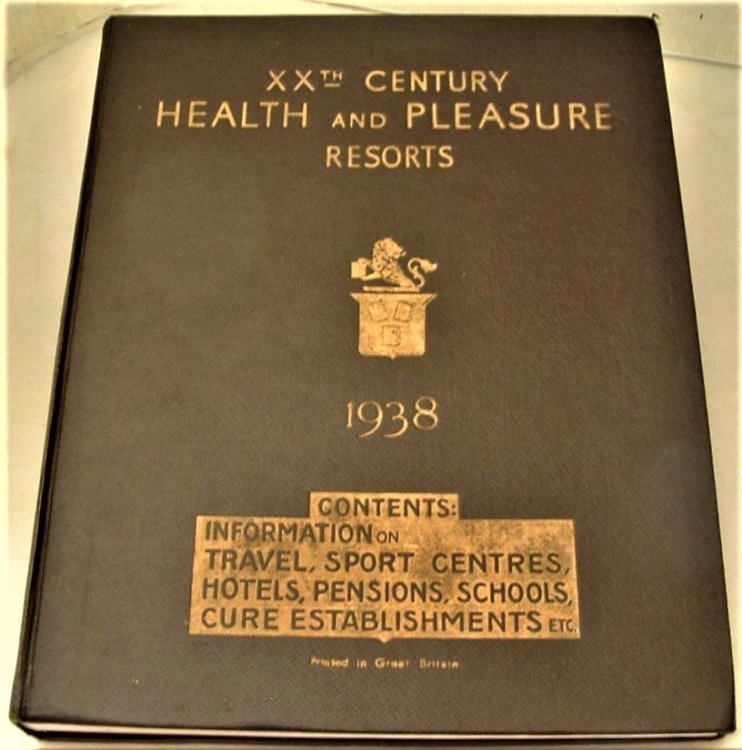 XXTH CENTURY
HEALTH AND PLEASURE
RESORTS
1938
CONTENTS:
INFORMATION ON
TRAVEL, SPORT CENTRES,
HOTELS, PENSIONS, SCHOOLS,
CURE ESTABLISHMENTS ETC.
Printed in Great Britain